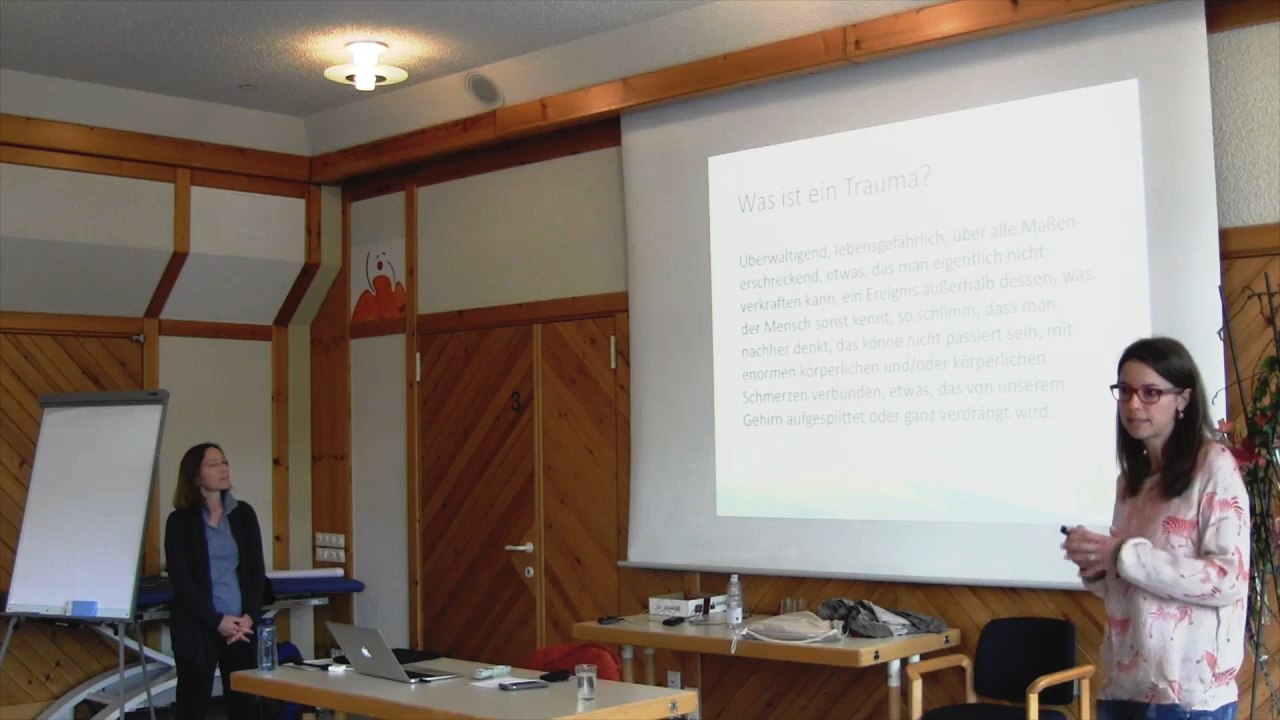 Was ist ein Trauma?
Überwältigend, lebensgefährlich, über alle Maßen
erschreckend, etwas, das man eigentlich nicht
verkraften kann, ein Ereignis außerhalb dessen, was
der Mensch sonst kennt, so schlimm, dass man
nachher denkt, das könne nicht passiert sein, mit
enormen körperlichen und/oder körperlichen
Schmerzen verbunden, etwas, das von unserem
Gehirn aufgesplittet oder ganz verdrängt wird.
3